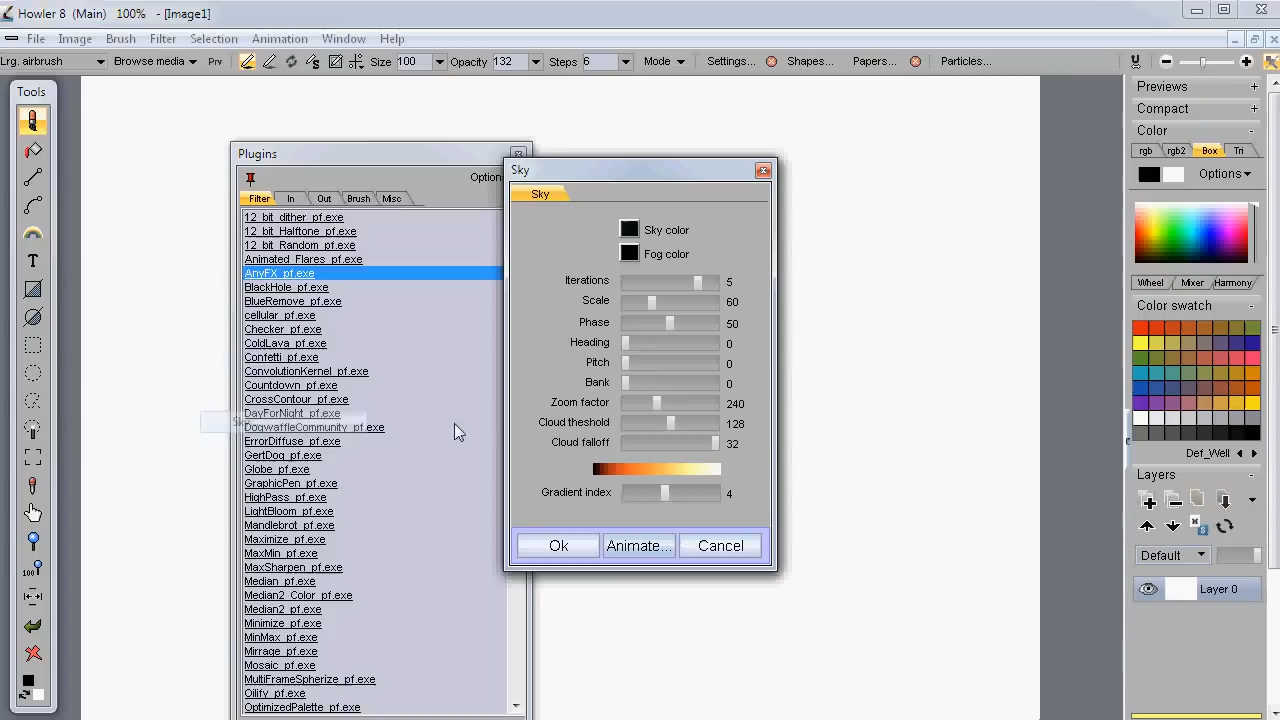 Howler 8 (Main) 100% - [Image1]
File Image Brush Filter Selection Animation Window Help
Lrg. airbrush Browse media Prv Size 100 Opacity 132 Step 6 Mode Settings... Shapes... Papers... Particles...
Tools
Previews +
Compact +
Color -
rgb rgb2 Box Tri
Options
Wheel Mixer Harmony
Color swatch -
Def_Well
Layers -
Default
Layer 0
Plugins
Filter In Out Brush Misc
12_bit_dither_pf.exe
12_bit_Halftone_pf.exe
12_bit_Random_pf.exe
Animated_Flares_pf.exe
AnyFX_pf.exe
BlackHole_pf.exe
BlueRemove_pf.exe
cellular_pf.exe
Checker_pf.exe
ColdLava_pf.exe
Confetti_pf.exe
ConvolutionKernel_pf.exe
Countdown_pf.exe
CrossContour_pf.exe
DayForNight_pf.exe
DogwaffleCommunity_pf.exe
ErrorDiffuse_pf.exe
GertDog_pf.exe
Globe_pf.exe
GraphicPen_pf.exe
HighPass_pf.exe
LightBloom_pf.exe
Mandlebrot_pf.exe
Maximize_pf.exe
MaxMin_pf.exe
MaxSharpen_pf.exe
Median_pf.exe
Median2_Color_pf.exe
Median2_pf.exe
Minimize_pf.exe
MinMax_pf.exe
Mirrage_pf.exe
Mosaic_pf.exe
MultiFrameSpherize_pf.exe
Oilify_pf.exe
OptimizedPalette_pf.exe
Sky
Sky
Sky color
Fog color
Iterations 5
Scale 60
Phase 50
Heading 0
Pitch 0
Bank 0
Zoom factor 240
Cloud theshold 128
Cloud falloff 32
Gradient index 4
Ok Animate... Cancel